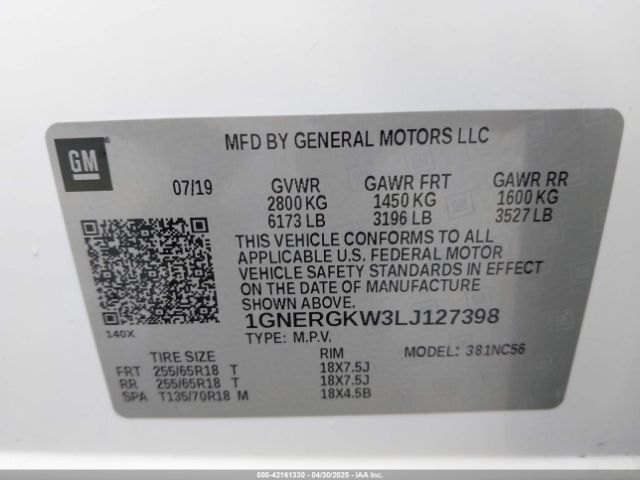 GM
MFD BY GENERAL MOTORS LLC
07/19 GVWR GAWR FRT GAWR RR
2800 KG 1450 KG 1600 KG
6173 LB 3196 LB 3527 LB
THIS VEHICLE CONFORMS TO ALL
APPLICABLE U.S. FEDERAL MOTOR
VEHICLE SAFETY STANDARDS IN EFFECT
ON THE DATE OF MANUFACTURE
SHOWN ABOVE.
1GNERGKW3LJ127398
140X
TYPE: M.P.V.
TIRE SIZE RIM MODEL: 381NC56
FRT 255/65R18 T 18X7.5J
RR 255/65R18 T 18X7.5J
SPA T135/70R18 M 18X4.5B
000-42161330 - 04/30/2025 - IAAI, Inc.